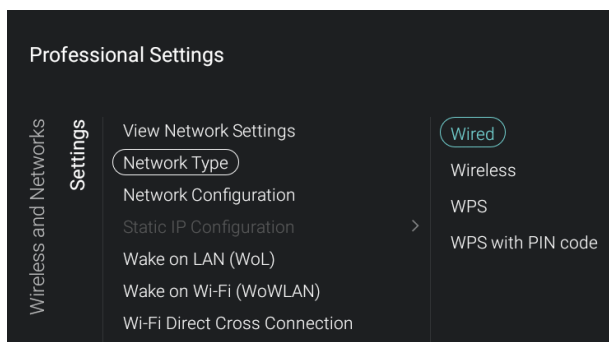 Professional Settings
Wireless and Networks
Settings
View Network Settings
Network Type
Network Configuration
Static IP Configuration
Wake on LAN (WoL)
Wake on Wi-Fi (WoWLAN)
Wi-Fi Direct Cross Connection
Wired
Wireless
WPS
WPS with PIN code